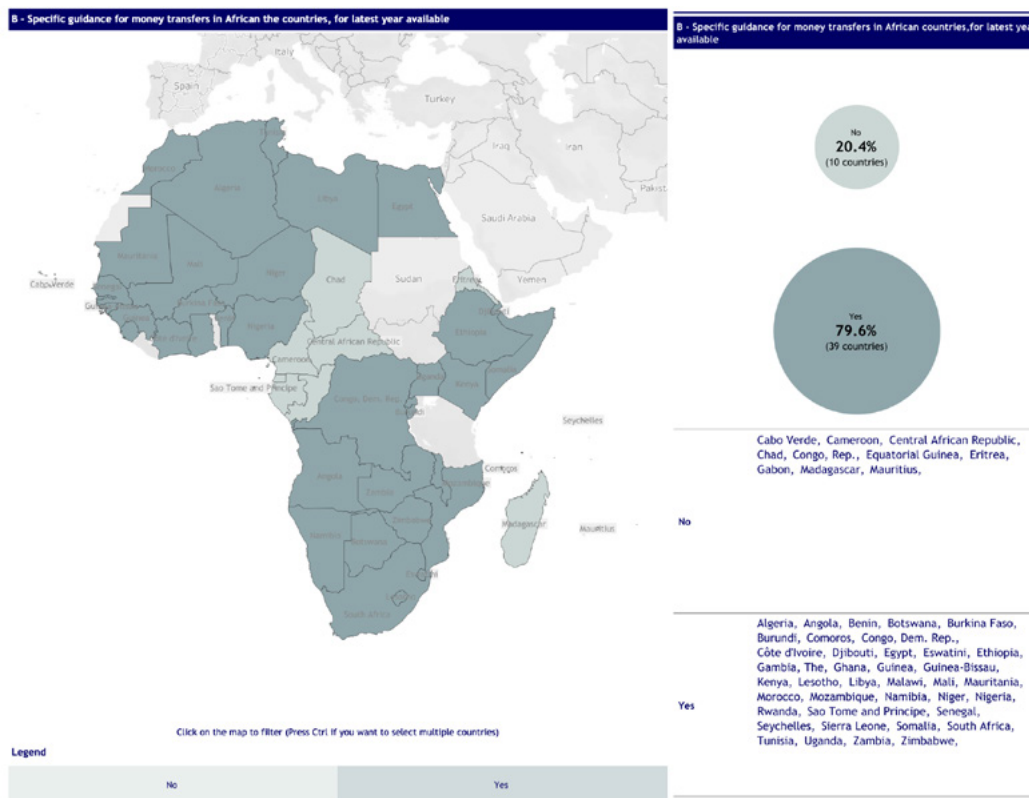 B - Specific guidance for money transfers in African the countries, for latest year available
Italy
Spain
Turkey
Iraq
Iran
Pakist
Saudi Arabia
Yemen
Morocco
Algeria
Libya
Egypt
Mauritania
Mali
Niger
Chad
Sudan
Eritrea
Cabo Verde
Nigeria
Ethiopia
Central African Republic
Cameroon
Sao Tome and Principe
Congo, Dem. Rep.
Uganda
Kenya
Somalia
Seychelles
Comoros
Angola
Zambia
Mozambique
Zimbabwe
Madagascar
Mauritius
Namibia
Botswana
Lesotho
South Africa
Click on the map to filter (Press Ctrl if you want to select multiple countries)
Legend
No
Yes
B - Specific guidance for money transfers in African countries,for latest yea
available
No
20.4%
(10 countries)
Yes
79.6%
(39 countries)
No
Cabo Verde, Cameroon, Central African Republic,
Chad, Congo, Rep., Equatorial Guinea, Eritrea,
Gabon, Madagascar, Mauritius,
Yes
Algeria, Angola, Benin, Botswana, Burkina Faso,
Burundi, Comoros, Congo, Dem. Rep.,
Côte d'Ivoire, Djibouti, Egypt, Eswatini, Ethiopia,
Gambia, The, Ghana, Guinea, Guinea-Bissau,
Kenya, Lesotho, Libya, Malawi, Mali, Mauritania,
Morocco, Mozambique, Namibia, Niger, Nigeria,
Rwanda, Sao Tome and Principe, Senegal,
Seychelles, Sierra Leone, Somalia, South Africa,
Tunisia, Uganda, Zambia, Zimbabwe,